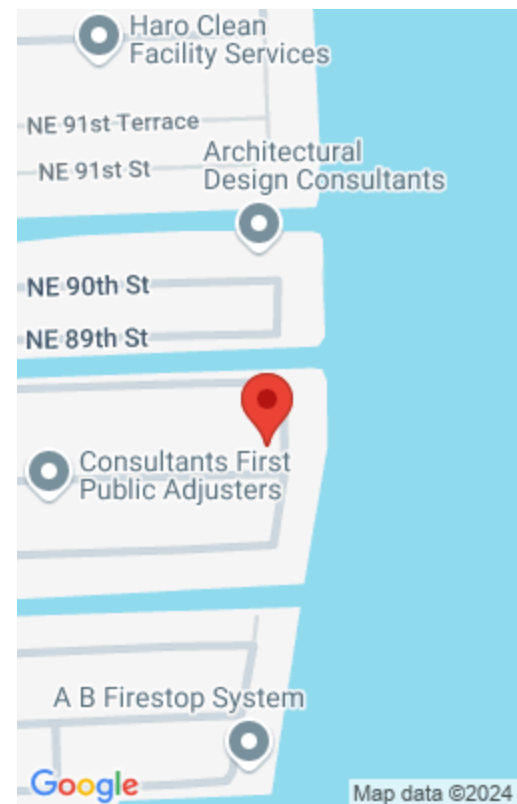 Haro Clean
Facility Services
NE 91st Terrace
NE 91st St
Architectural
Design Consultants
NE 90th St
NE 89th St
Consultants First
Public Adjusters
A B Firestop System
Google
Map data ©2024